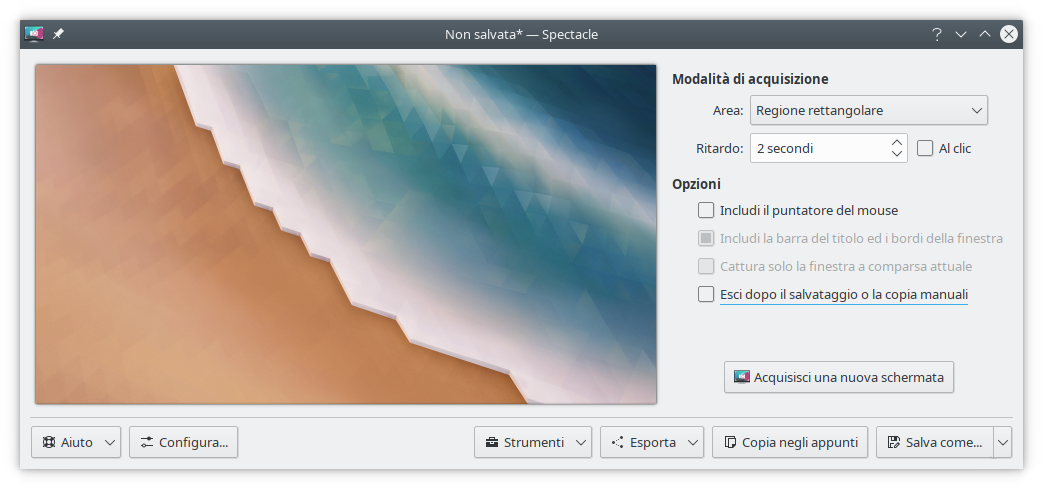 Non salvata* — Spectacle
Modalità di acquisizione
Area: Regione rettangolare
Ritardo: 2 secondi Al clic
Opzioni
Includi il puntatore del mouse
Includi la barra del titolo ed i bordi della finestra
Cattura solo la finestra a comparsa attuale
Esci dopo il salvataggio o la copia manuali
Acquisisci una nuova schermata
Aiuto Configura... Strumenti Esporta Copia negli appunti Salva come...